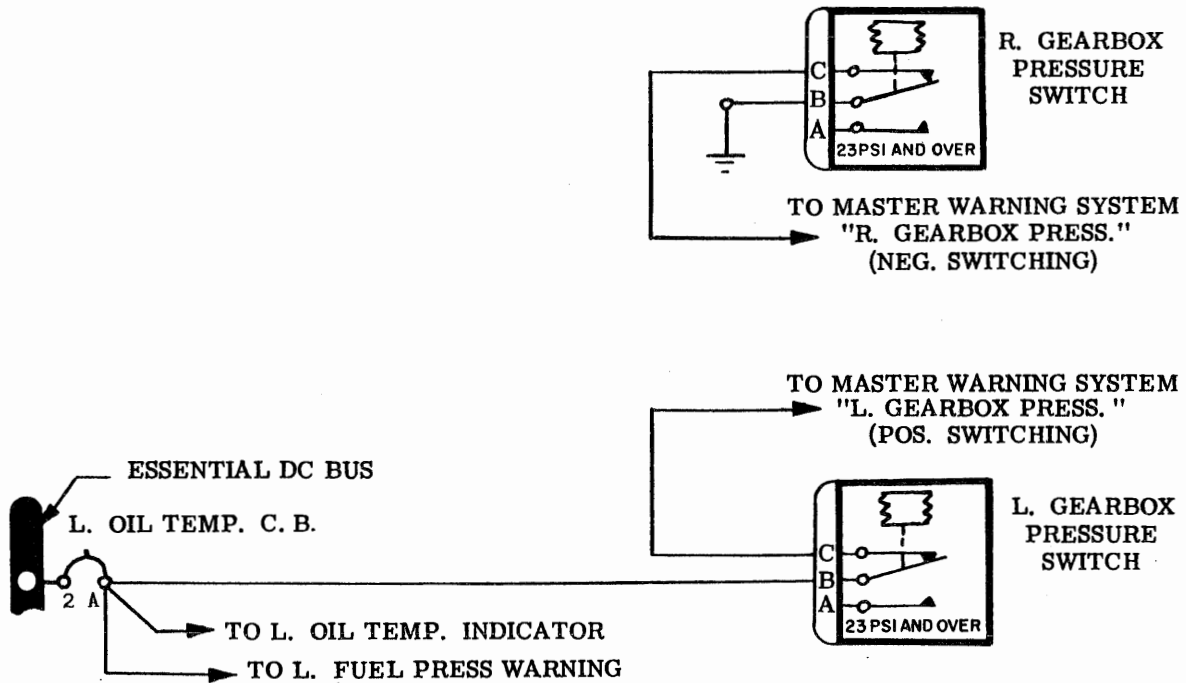 R. GEARBOX
PRESSURE
SWITCH
C
B
A
23PSI AND OVER
TO MASTER WARNING SYSTEM
"R. GEARBOX PRESS."
(NEG. SWITCHING)
TO MASTER WARNING SYSTEM
"L. GEARBOX PRESS. "
(POS. SWITCHING)
ESSENTIAL DC BUS
L. OIL TEMP. C. B.
2 A
L. GEARBOX
PRESSURE
SWITCH
C
B
A
23 PSI AND OVER
TO L. OIL TEMP. INDICATOR
TO L. FUEL PRESS WARNING